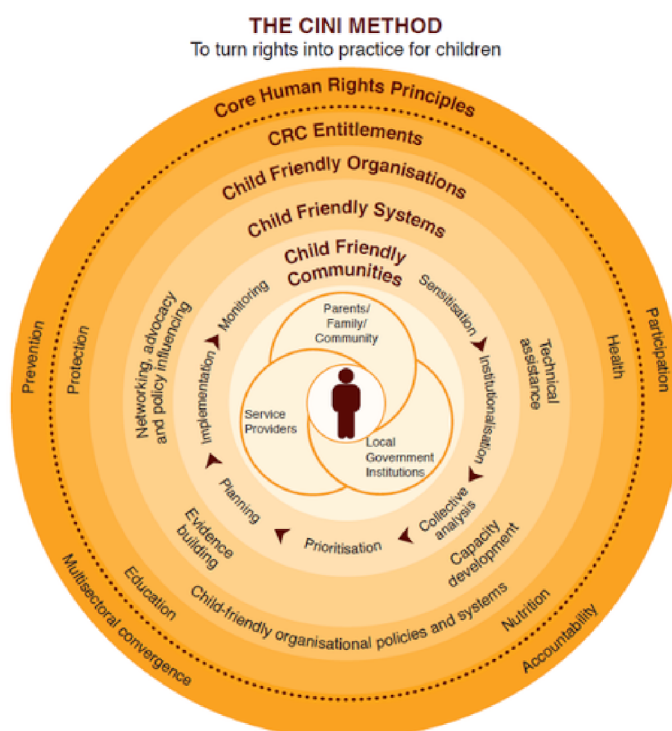 THE CINI METHOD
To turn rights into practice for children
Core Human Rights Principles
CRC Entitlements
Child Friendly Organisations
Child Friendly Systems
Child Friendly
Communities
Prevention
Protection
Networking, advocacy
and policy influencing
Implementation
Monitoring
Sensitisation
Institutionalisation
Technical
assistance
Health
Participation
Parents/
Family/
Community
Service
Providers
Local
Government
Institutions
Planning
Prioritisation
Collective
analysis
Evidence
building
Capacity
development
Education
Child-friendly organisational policies and systems
Nutrition
Multisectoral convergence
Accountability